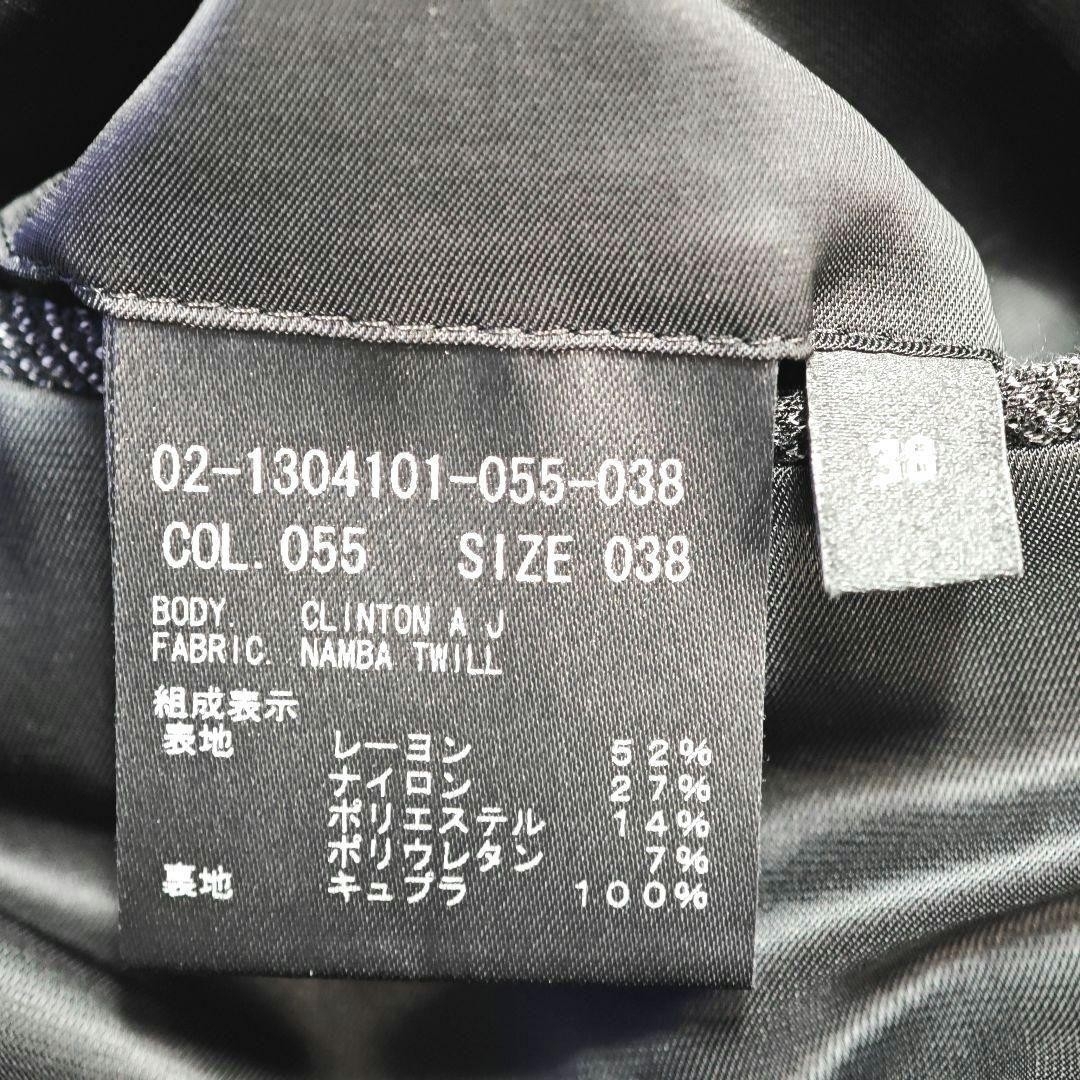 02-1304101-055-038
COL. 055 SIZE 038
BODY. CLINTON A J
FABRIC. NAMBA TWILL
組成表示
表地 レーヨン 52%
ナイロン 27%
ポリエステル 14%
ポリウレタン 7%
裏地 キュプラ 100%
38